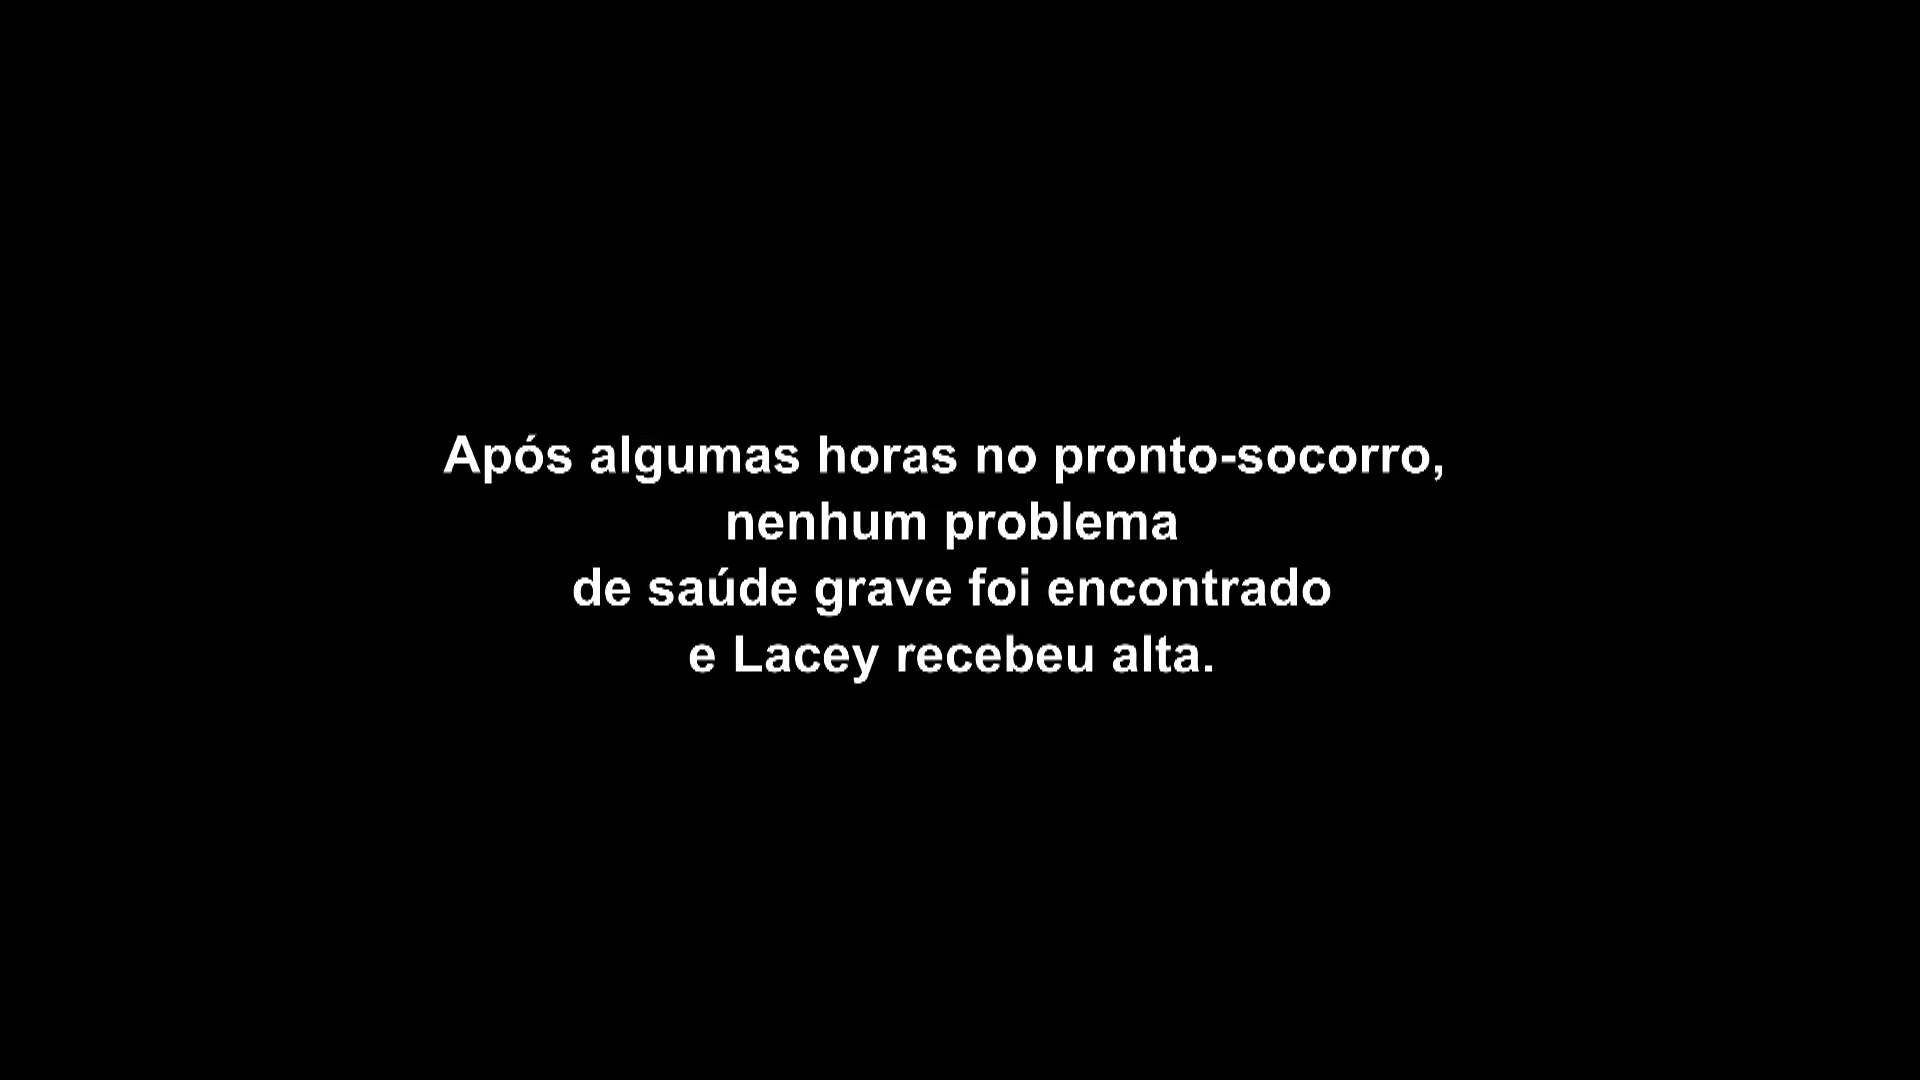 Após algumas horas no pronto-socorro,
nenhum problema
de saúde grave foi encontrado
e Lacey recebeu alta.